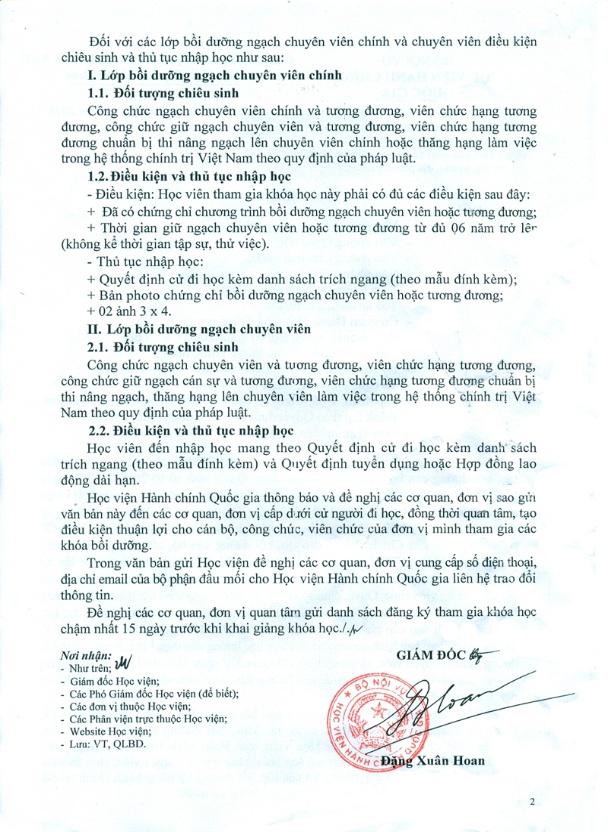 Đối với các lớp bồi dưỡng ngạch chuyên viên chính và chuyên viên điều kiện
chiêu sinh và thủ tục nhập học như sau:
I. Lớp bồi dưỡng ngạch chuyên viên chính
1.1. Đối tượng chiêu sinh
Công chức ngạch chuyên viên chính và tương đương, viên chức hạng tương
đương, công chức giữ ngạch chuyên viên và tương đương, viên chức hạng tương
đương chuẩn bị thi nâng ngạch lên chuyên viên chính hoặc thăng hạng làm việc
trong hệ thống chính trị Việt Nam theo quy định của pháp luật.
1.2.Điều kiện và thủ tục nhập học
- Điều kiện: Học viên tham gia khóa học này phải có đủ các điều kiện sau đây:
+ Đã có chứng chỉ chương trình bồi dưỡng ngạch chuyên viên hoặc tương đương;
+ Thời gian giữ ngạch chuyên viên hoặc tương đương từ đủ 06 năm trở lên
(không kể thời gian tập sự, thử việc).
- Thủ tục nhập học:
+ Quyết định cử đi học kèm danh sách trích ngang (theo mẫu đính kèm);
+ Bản photo chứng chỉ bồi dưỡng ngạch chuyên viên hoặc tương đương;
+ 02 ảnh 3 x 4.
II. Lớp bồi dưỡng ngạch chuyên viên
2.1. Đối tượng chiêu sinh
Công chức ngạch chuyên viên và tương đương, viên chức hạng tương đương,
công chức giữ ngạch cán sự và tương đương, viên chức hạng tương đương chuẩn bị
thi nâng ngạch, thăng hạng lên chuyên viên làm việc trong hệ thống chính trị Việt
Nam theo quy định của pháp luật.
2.2. Điều kiện và thủ tục nhập học
Học viên đến nhập học mang theo Quyết định cử đi học kèm danh sách
trích ngang (theo mẫu đính kèm) và Quyết định tuyển dụng hoặc Hợp đồng lao
động dài hạn.
Học viện Hành chính Quốc gia thông báo và đề nghị các cơ quan, đơn vị sao gửi
văn bản này đến các cơ quan, đơn vị cấp dưới cử người đi học, đồng thời quan tâm, tạo
điều kiện thuận lợi cho cán bộ, công chức, viên chức của đơn vị mình tham gia các
khóa bồi dưỡng.
Trong văn bản gửi Học viện đề nghị các cơ quan, đơn vị cung cấp số điện thoại,
địa chỉ email của bộ phận đầu mối cho Học viện Hành chính Quốc gia liên hệ trao đổi
thông tin.
Đề nghị các cơ quan, đơn vị quan tâm gửi danh sách đăng ký tham gia khóa học
chậm nhất 15 ngày trước khi khai giảng khóa học./.
Nơi nhận:
- Như trên;
- Giám đốc Học viện;
- Các Phó Giám đốc Học viện (để biết);
- Các đơn vị thuộc Học viện;
- Các Phân viện trực thuộc Học viện;
- Website Học viện;
- Lưu: VT, QLBD.
GIÁM ĐỐC
BỘ NỘI VỤ
HỌC VIỆN HÀNH CHÍNH QUỐC GIA
Đặng Xuân Hoan
2